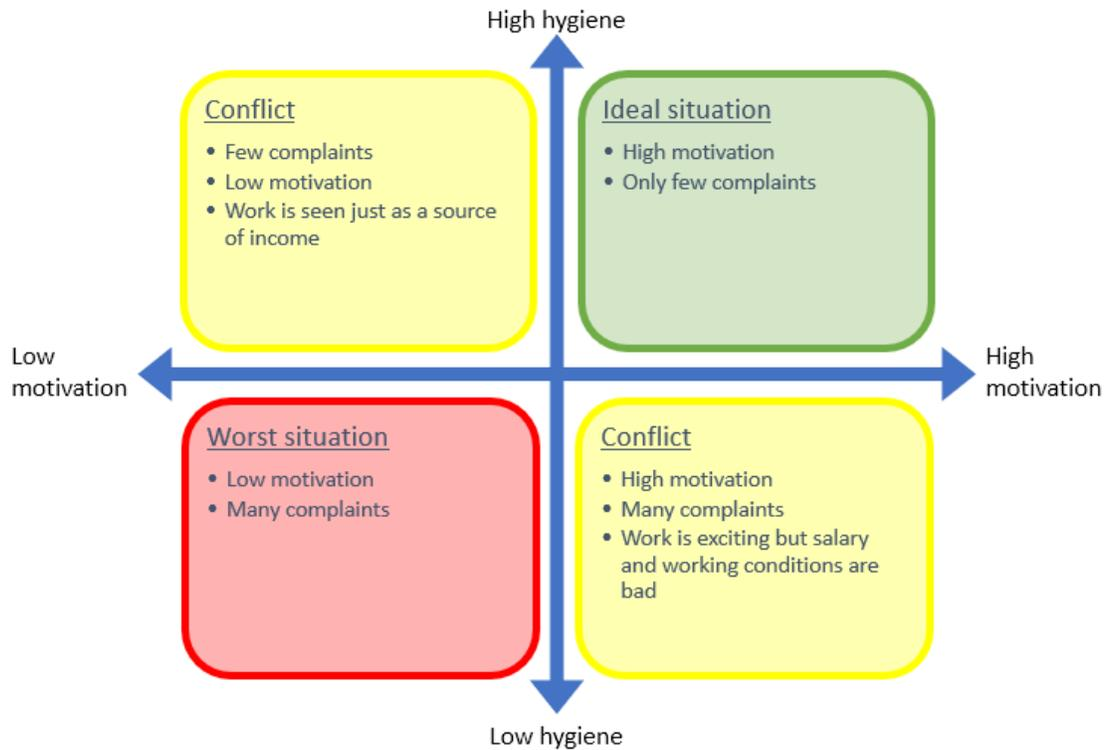 High hygiene
Conflict
• Few complaints
• Low motivation
• Work is seen just as a source
of income
Ideal situation
• High motivation
• Only few complaints
Low
motivation
High
motivation
Worst situation
• Low motivation
• Many complaints
Conflict
• High motivation
• Many complaints
• Work is exciting but salary
and working conditions are
bad
Low hygiene